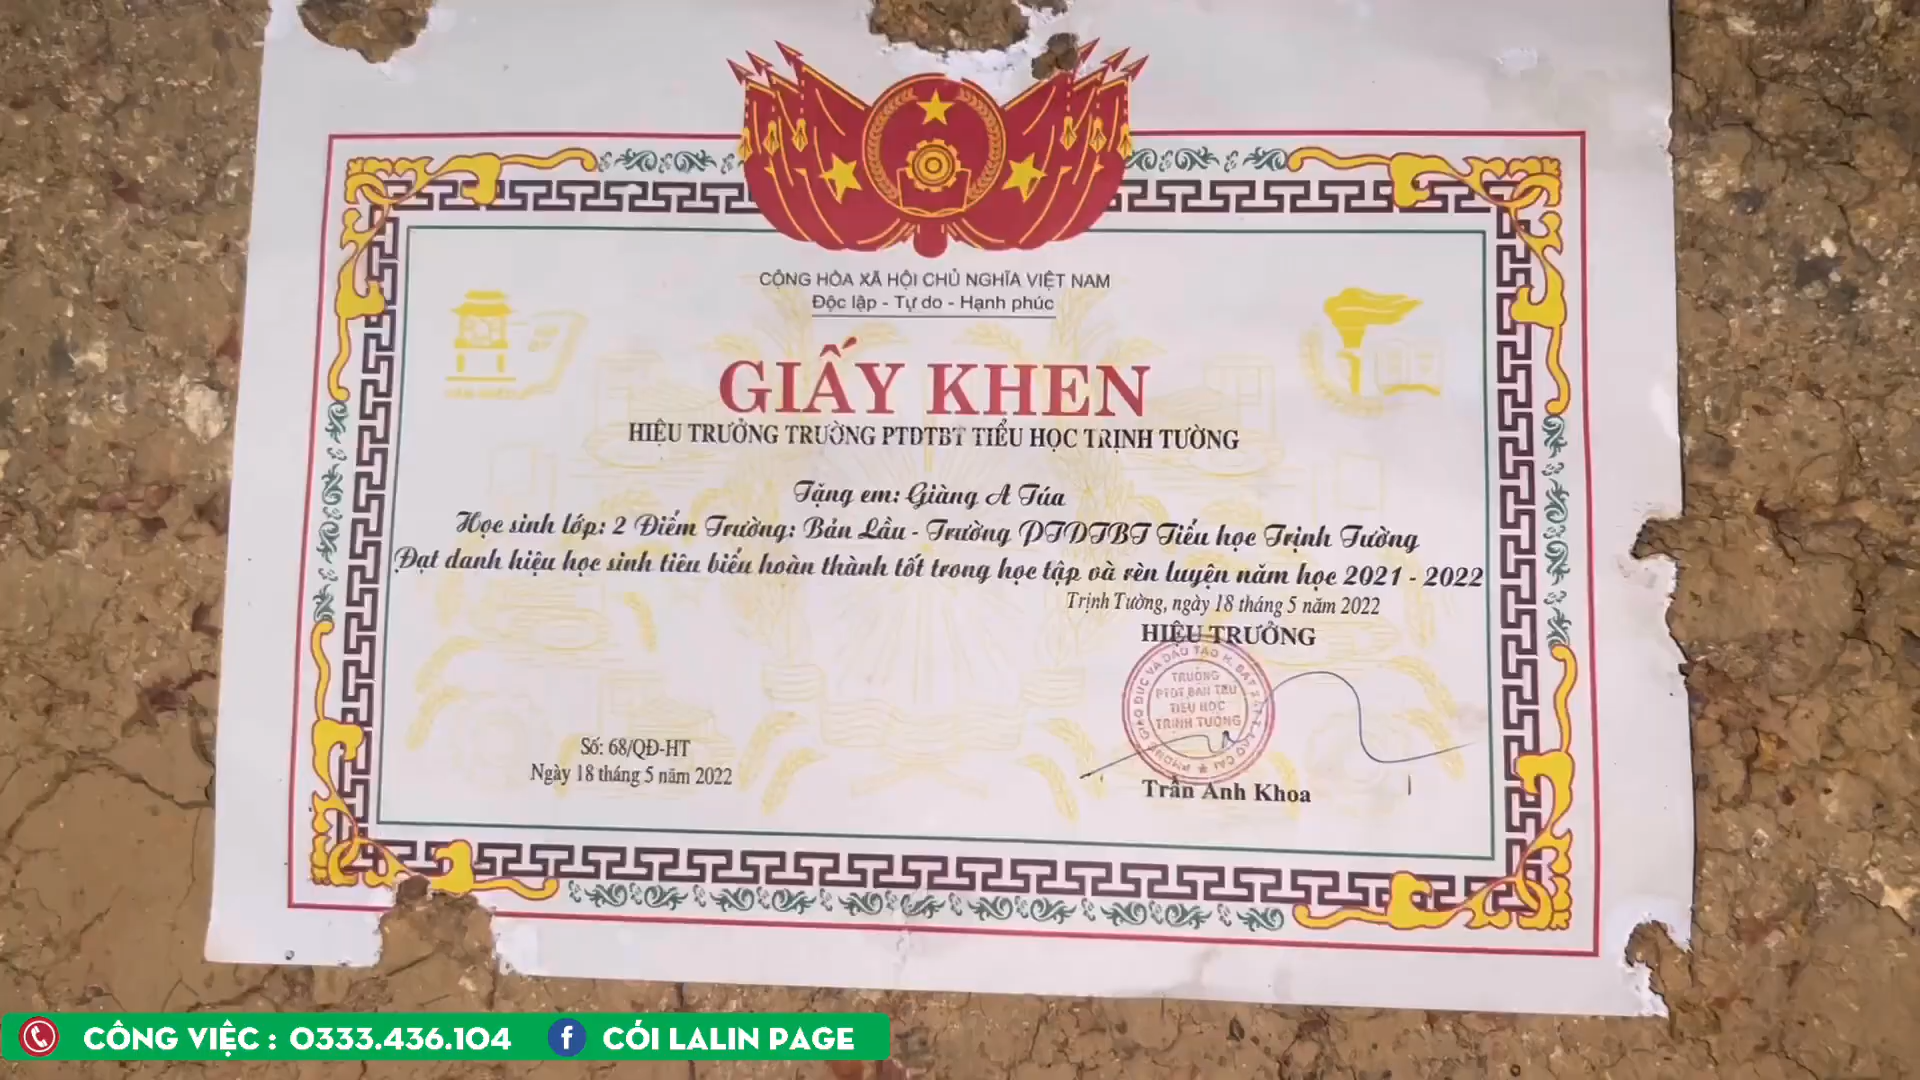 CỘNG HÒA XÃ HỘI CHỦ NGHĨA VIỆT NAM
Độc lập - Tự do - Hạnh phúc
GIẤY KHEN
HIỆU TRƯỞNG TRƯỜNG PTDTBT TIỂU HỌC TRỊNH TƯỜNG
Tặng em: Giàng A Túa
Học sinh lớp: 2 Điểm Trường: Bản Lầu - Trường PTDTBT Tiểu học Trịnh Tường
Đạt danh hiệu học sinh tiêu biểu hoàn thành tốt trong học tập và rèn luyện năm học 2021 - 2022
Trịnh Tường, ngày 18 tháng 5 năm 2022
HIỆU TRƯỞNG
TRƯỜNG
PTDT BÁN TRÚ
TIỂU HỌC
TRỊNH TƯỜNG
Số: 68/QĐ-HT
Ngày 18 tháng 5 năm 2022
Trần Anh Khoa
CÔNG VIỆC : 0333.436.104
CÓI LALIN PAGE